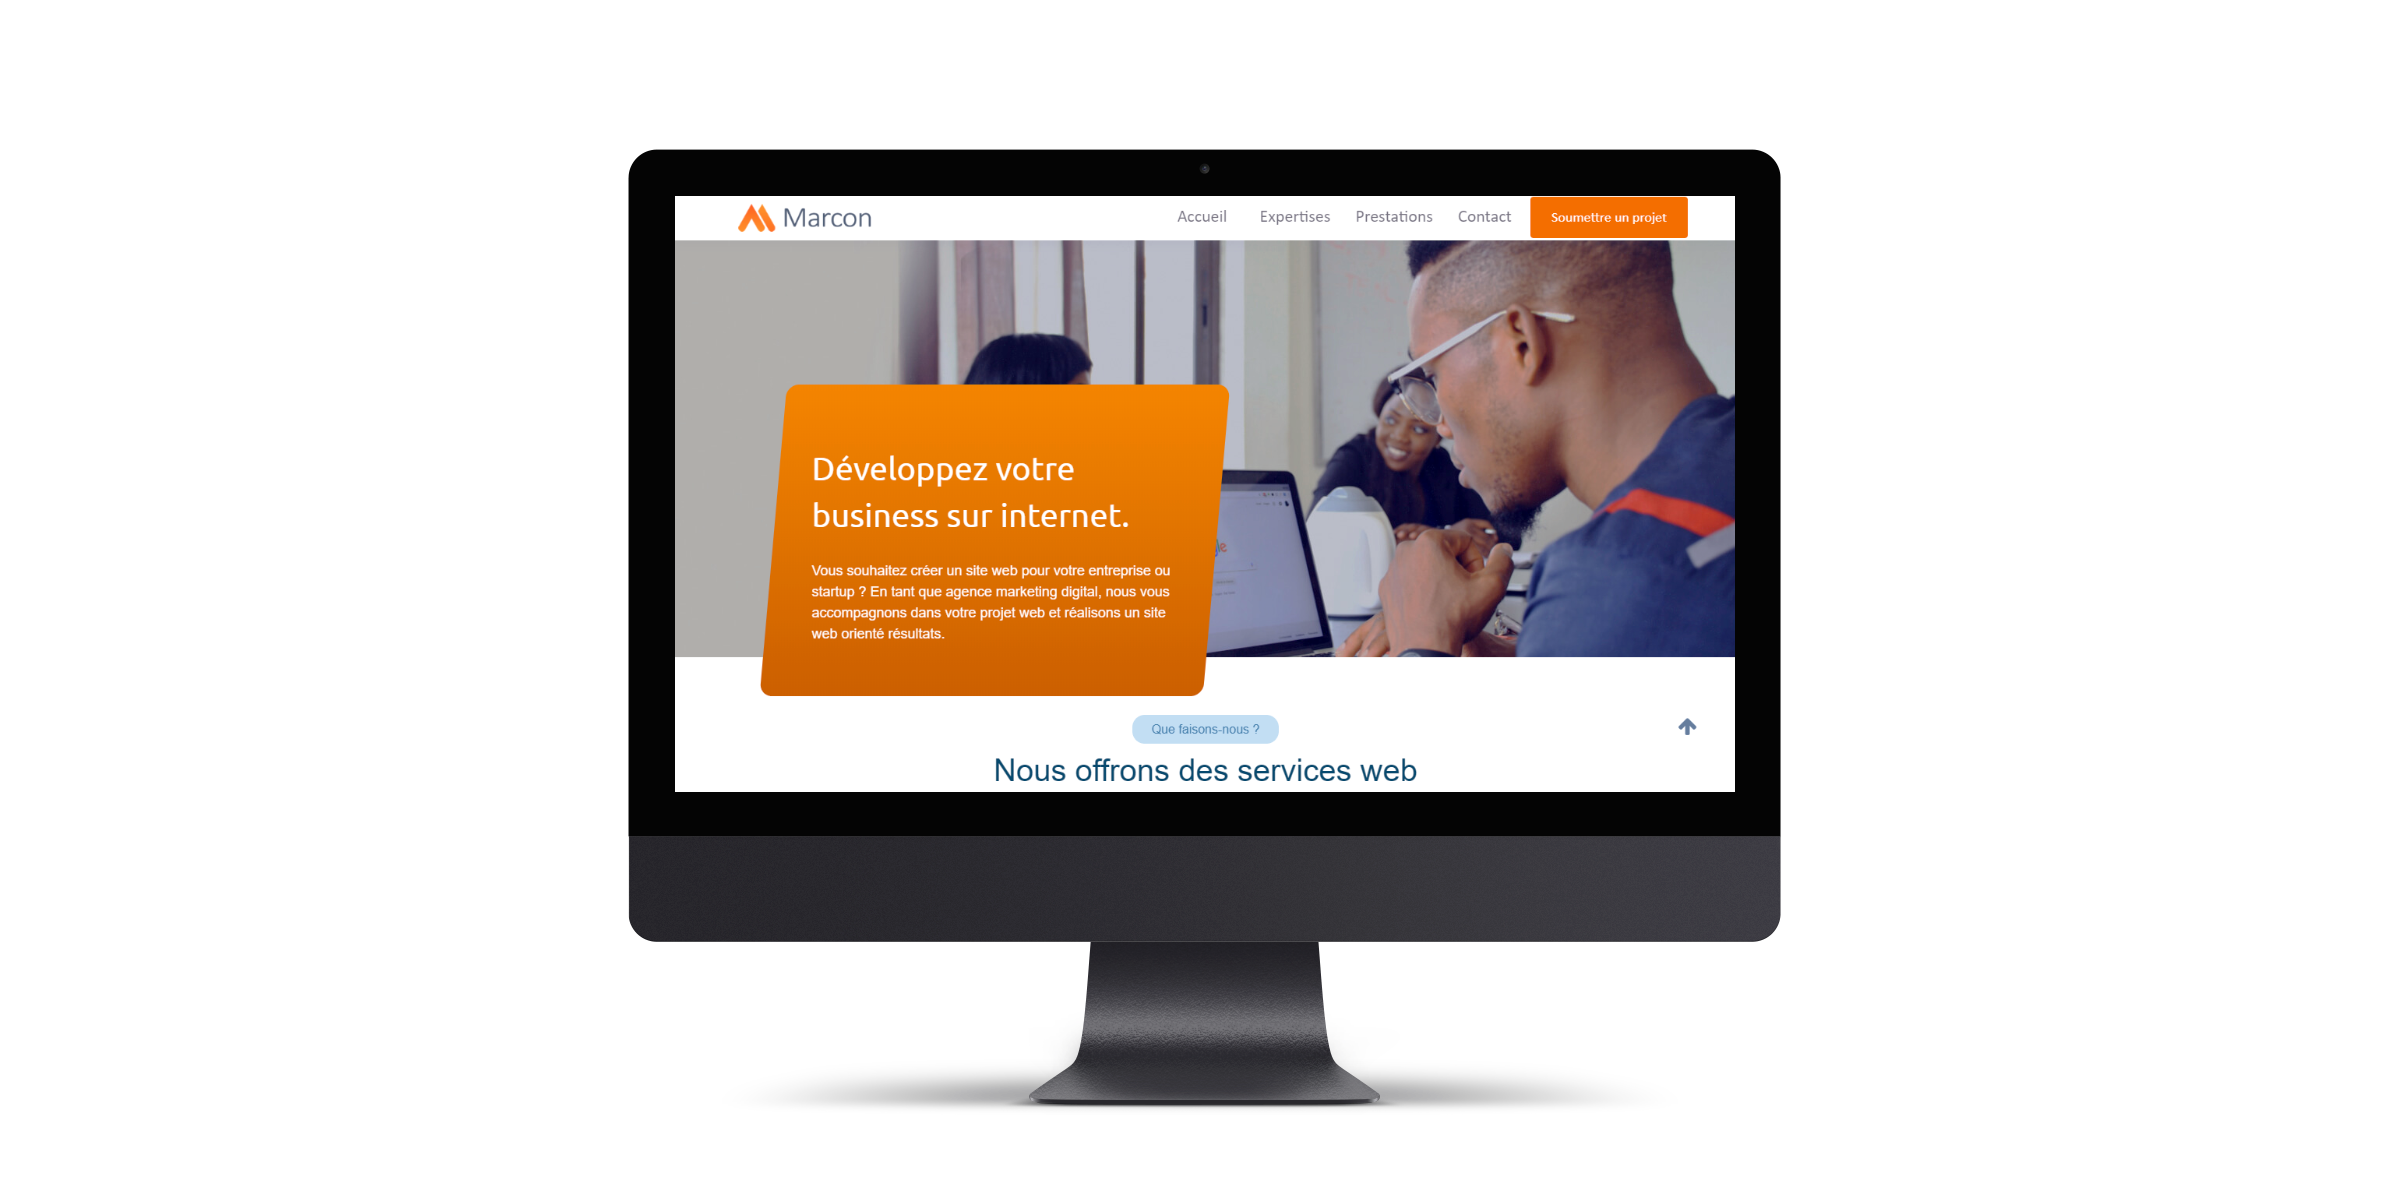 Marcon
Accueil Expertises Prestations Contact Soumettre un projet
Développez votre
business sur internet.
Vous souhaitez créer un site web pour votre entreprise ou
startup ? En tant que agence marketing digital, nous vous
accompagnons dans votre projet web et réalisons un site
web orienté résultats.
Que faisons-nous ?
Nous offrons des services web